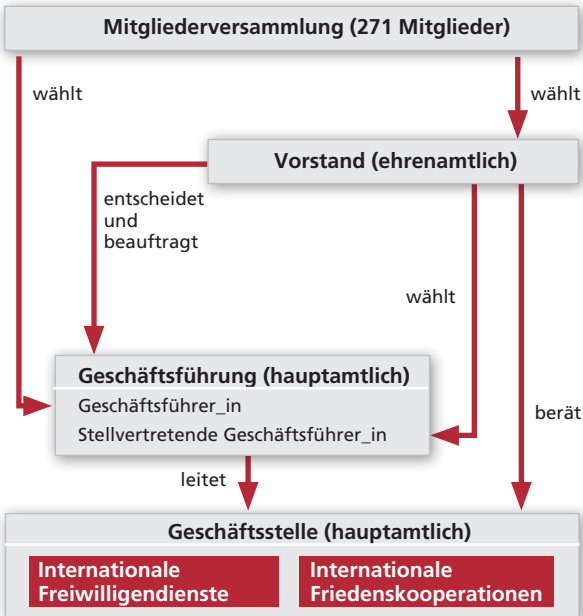 Mitgliederversammlung (271 Mitglieder)
wählt
wählt
Vorstand (ehrenamtlich)
entscheidet
und
beauftragt
wählt
Geschäftsführung (hauptamtlich)
Geschäftsführer_in
Stellvertretende Geschäftsführer_in
berät
leitet
Geschäftsstelle (hauptamtlich)
Internationale
Freiwilligendienste
Internationale
Friedenskooperationen